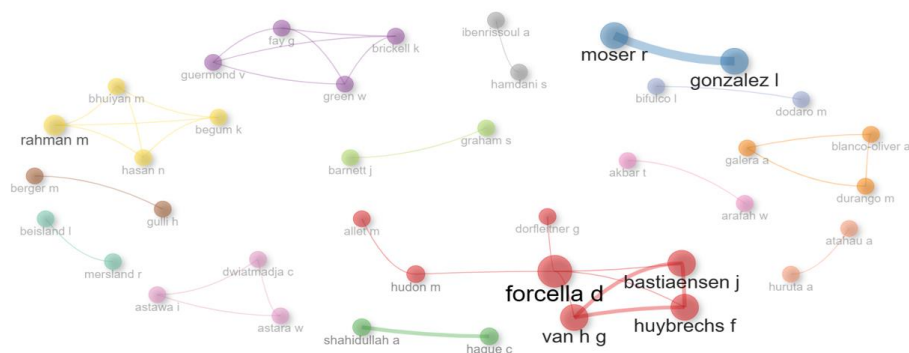 ibenrissoul a
fay g
brickell k
moser r
guermond v
hamdani s
gonzalez l
green w
bhuiyan m
bifulco l
dodaro m
rahman m
begum k
graham s
blanco-oliver a
hasan n
barnett j
galera a
akbar t
berger m
durango m
gulli h
arafah w
beisland l
allet m
dorfleitner g
atahau a
mersland r
dwiatmadja c
hudon m
forcella d
bastiaensen j
huruta a
astawa i
astara w
shahidullah a
van h g
huybrechs f
haque c